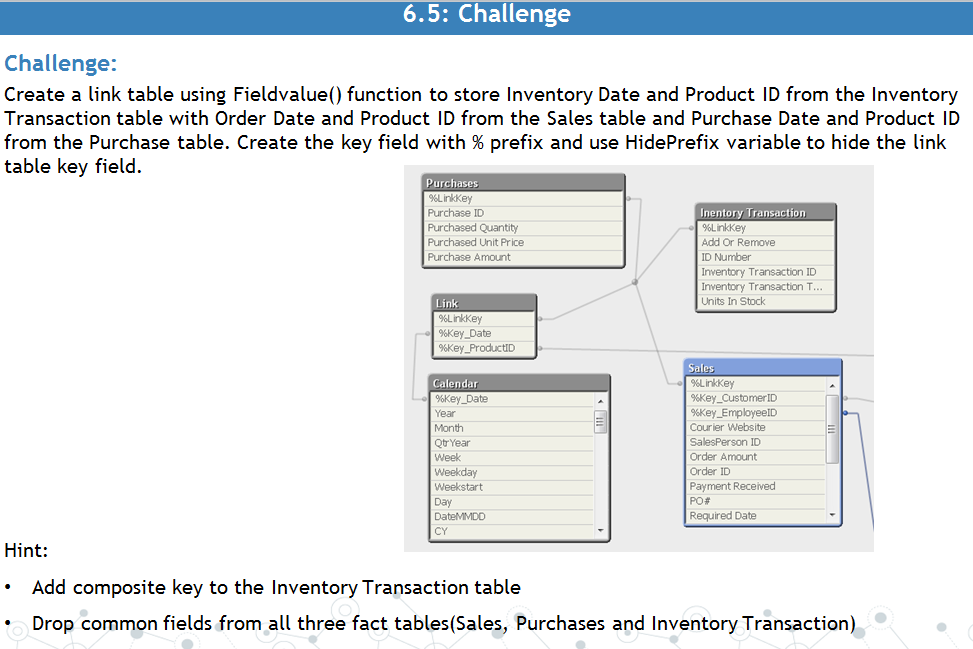 6.5: Challenge
Challenge:
Create a link table using Fieldvalue() function to store Inventory Date and Product ID from the Inventory
Transaction table with Order Date and Product ID from the Sales table and Purchase Date and Product ID
from the Purchase table. Create the key field with % prefix and use HidePrefix variable to hide the link
table key field.
Purchases
%LinkKey
Purchase ID
Purchased Quantity
Purchased Unit Price
Purchase Amount
Inentory Transaction
%LinkKey
Add Or Remove
ID Number
Inventory Transaction ID
Inventory Transaction T...
Units In Stock
Link
%LinkKey
%Key_Date
%Key_ProductID
Calendar
%Key_Date
Year
Month
QtrYear
Week
Weekday
Weekstart
Day
DateMMDD
CY
Sales
%LinkKey
%Key_CustomerID
%Key_EmployeeID
Courier Website
SalesPerson ID
Order Amount
Order ID
Payment Received
PO#
Required Date
Hint:
• Add composite key to the Inventory Transaction table
• Drop common fields from all three fact tables(Sales, Purchases and Inventory Transaction)